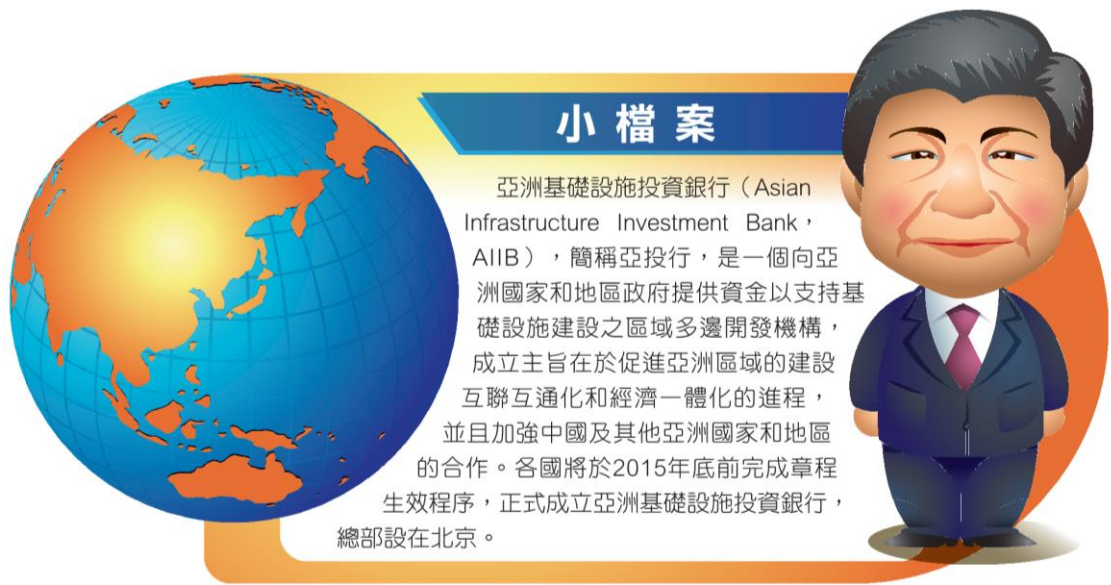 小檔案
亞洲基礎設施投資銀行（Asian
Infrastructure Investment Bank，
AIIB），簡稱亞投行，是一個向亞
洲國家和地區政府提供資金以支持基
礎設施建設之區域多邊開發機構，
成立主旨在於促進亞洲區域的建設
互聯互通化和經濟一體化的進程，
並且加強中國及其他亞洲國家和地區
的合作。各國將於2015年底前完成章程
生效程序，正式成立亞洲基礎設施投資銀行，
總部設在北京。